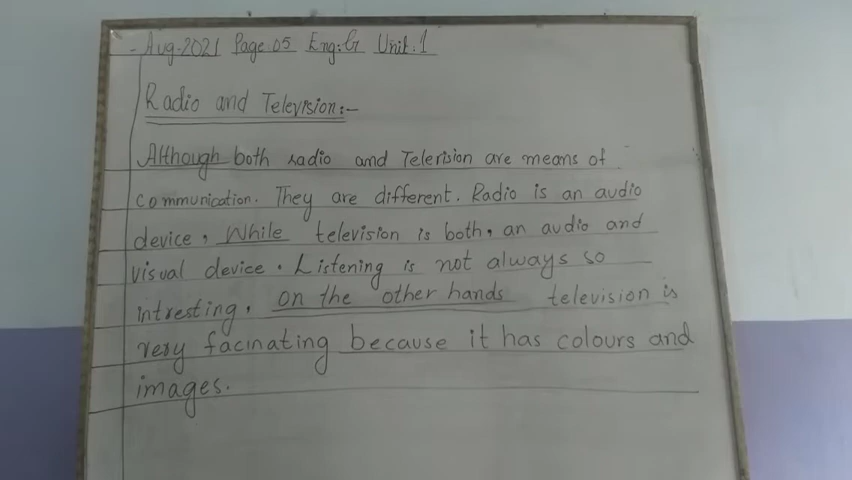 - Aug-2021 Page 05 Eng:G Unit.1
Radio and Television:-
Although both radio and Television are means of
communication. They are different. Radio is an audio
device, While television is both, an audio and
visual device. Listening is not always so
intresting, on the other hands television is
very facinating because it has colours and
images.